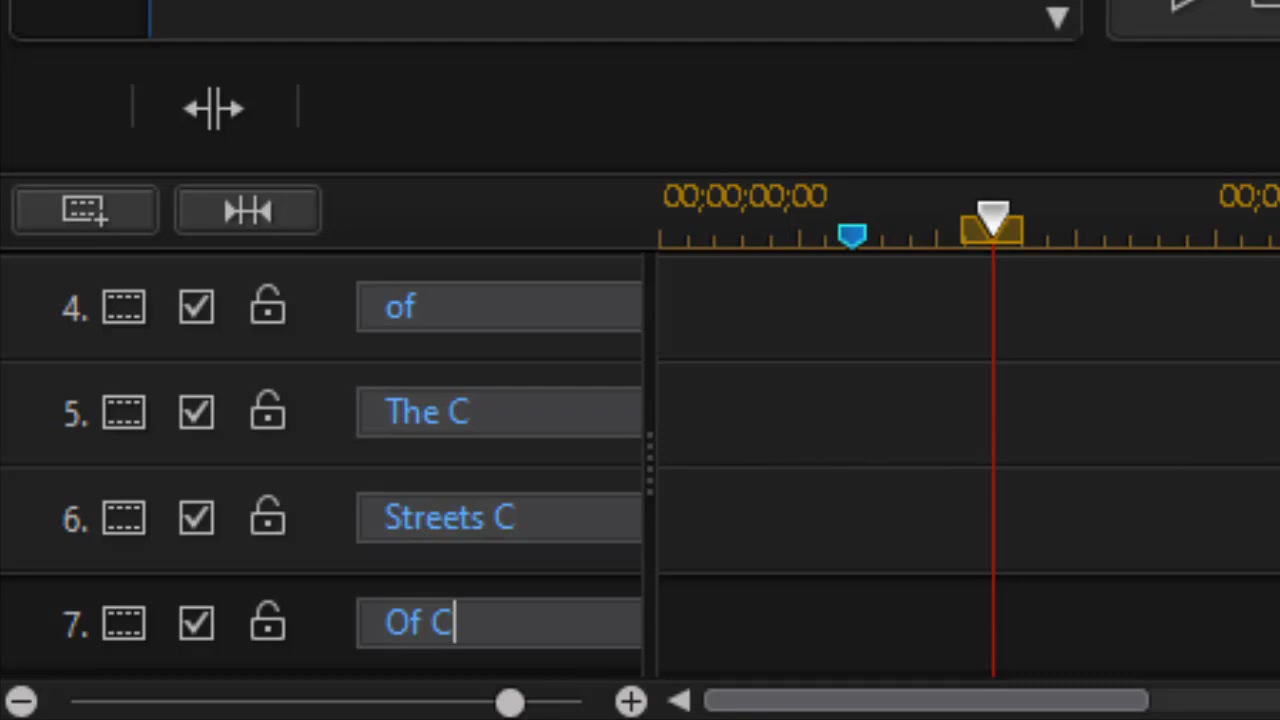 00;00;00;00 00;0
4. of
5. The C
6. Streets C
7. Of C